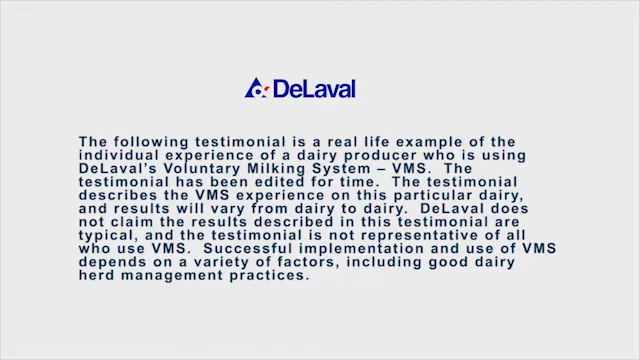 DeLaval
The following testimonial is a real life example of the
individual experience of a dairy producer who is using
DeLaval's Voluntary Milking System – VMS. The
testimonial has been edited for time. The testimonial
describes the VMS experience on this particular dairy,
and results will vary from dairy to dairy. DeLaval does
not claim the results described in this testimonial are
typical, and the testimonial is not representative of all
who use VMS. Successful implementation and use of VMS
depends on a variety of factors, including good dairy
herd management practices.